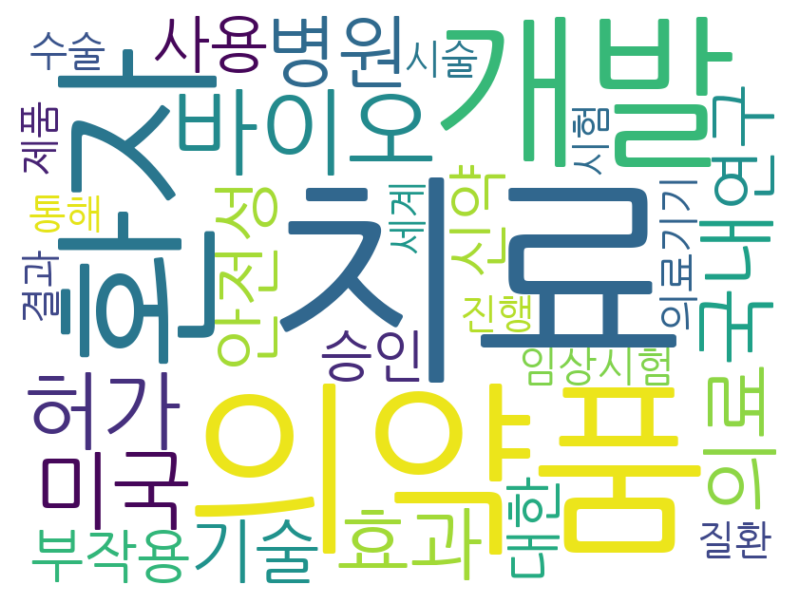 수술
사용
병원
시술
개발
환자
바이오
제품
시험
연구
통해
안전성
치료
세계
신약
의료기기
국내
결과
진행
승인
임상시험
허가
의약품
의료
미국
대한
부작용
기술
효과
질환